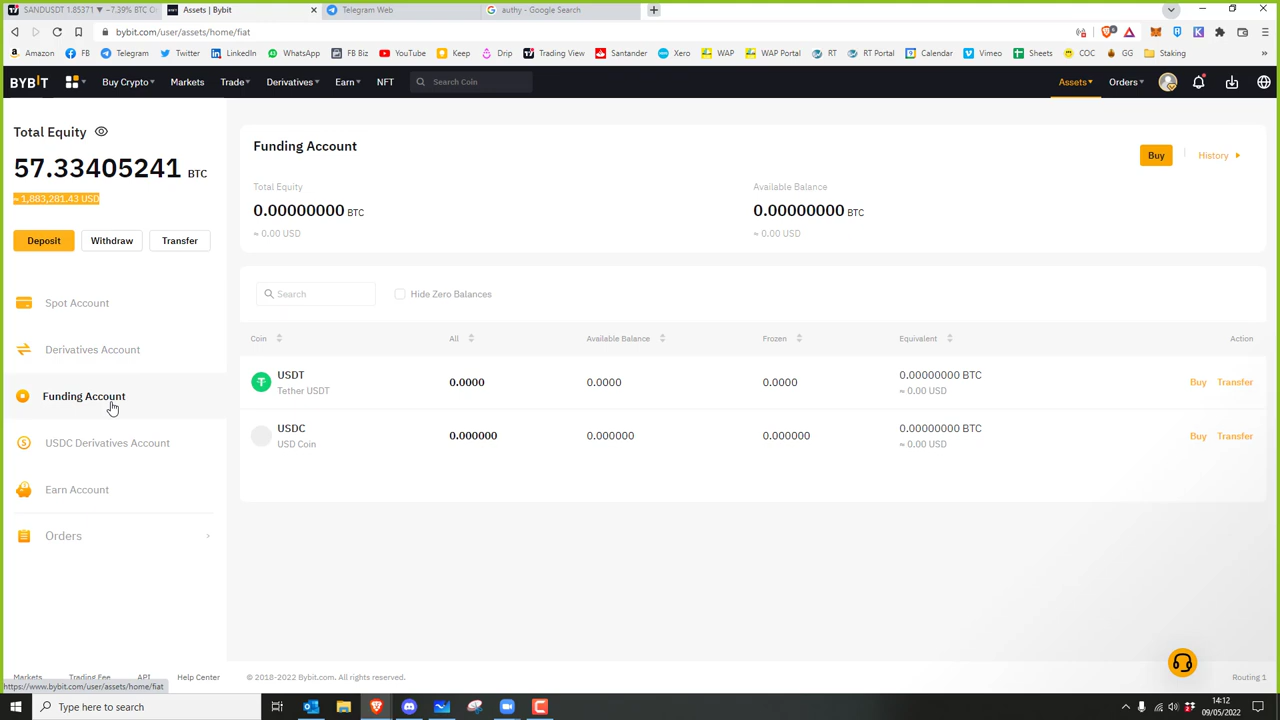 SANDUSDT 1.85371 ▼ −7.39% BTC C
Assets | Bybit
Telegram Web
authy - Google Search
bybit.com/user/assets/home/fiat
Amazon
FB
Telegram
Twitter
LinkedIn
WhatsApp
FB Biz
YouTube
Keep
Drip
Trading View
Santander
Xero
WAP
WAP Portal
RT
RT Portal
Calendar
Vimeo
Sheets
COC
GG
Staking
»
BYBIT
Buy Crypto
Markets
Trade
Derivatives
Earn
NFT
Search Coin
Assets
Orders
Total Equity
57.33405241 BTC
≈ 1,883,281.43 USD
Deposit
Withdraw
Transfer
Spot Account
Derivatives Account
Funding Account
USDC Derivatives Account
Earn Account
Orders
Funding Account
Buy
History
Total Equity
Available Balance
0.00000000 BTC
0.00000000 BTC
≈ 0.00 USD
≈ 0.00 USD
Search
Hide Zero Balances
Coin
All
Available Balance
Frozen
Equivalent
Action
USDT
Tether USDT
0.0000
0.0000
0.0000
0.00000000 BTC
≈ 0.00 USD
Buy
Transfer
USDC
USD Coin
0.000000
0.000000
0.000000
0.00000000 BTC
≈ 0.00 USD
Buy
Transfer
Markets
Trading Fee
API
Help Center
© 2018-2022 Bybit.com. All rights reserved.
Routing 1
https://www.bybit.com/user/assets/home/fiat
Type here to search
14:12
09/05/2022